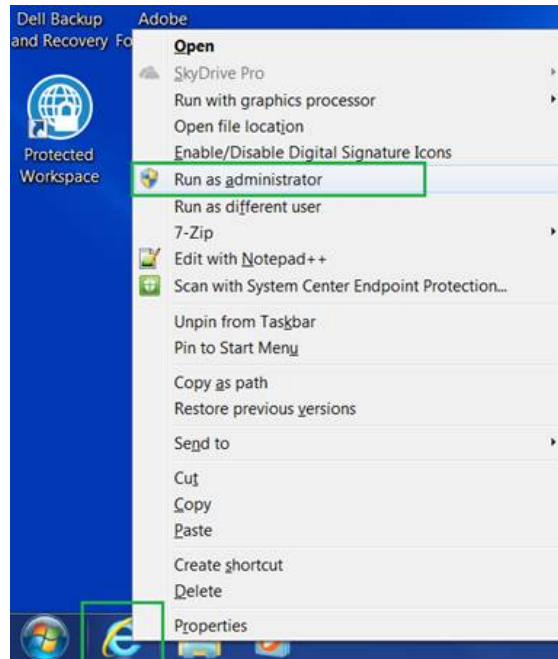 Dell Backup
and Recovery
Adobe
Fo
Protected
Workspace
Open
SkyDrive Pro
Run with graphics processor
Open file location
Enable/Disable Digital Signature Icons
Run as administrator
Run as different user
7-Zip
Edit with Notepad++
Scan with System Center Endpoint Protection...
Unpin from Taskbar
Pin to Start Menu
Copy as path
Restore previous versions
Send to
Cut
Copy
Paste
Create shortcut
Delete
Properties